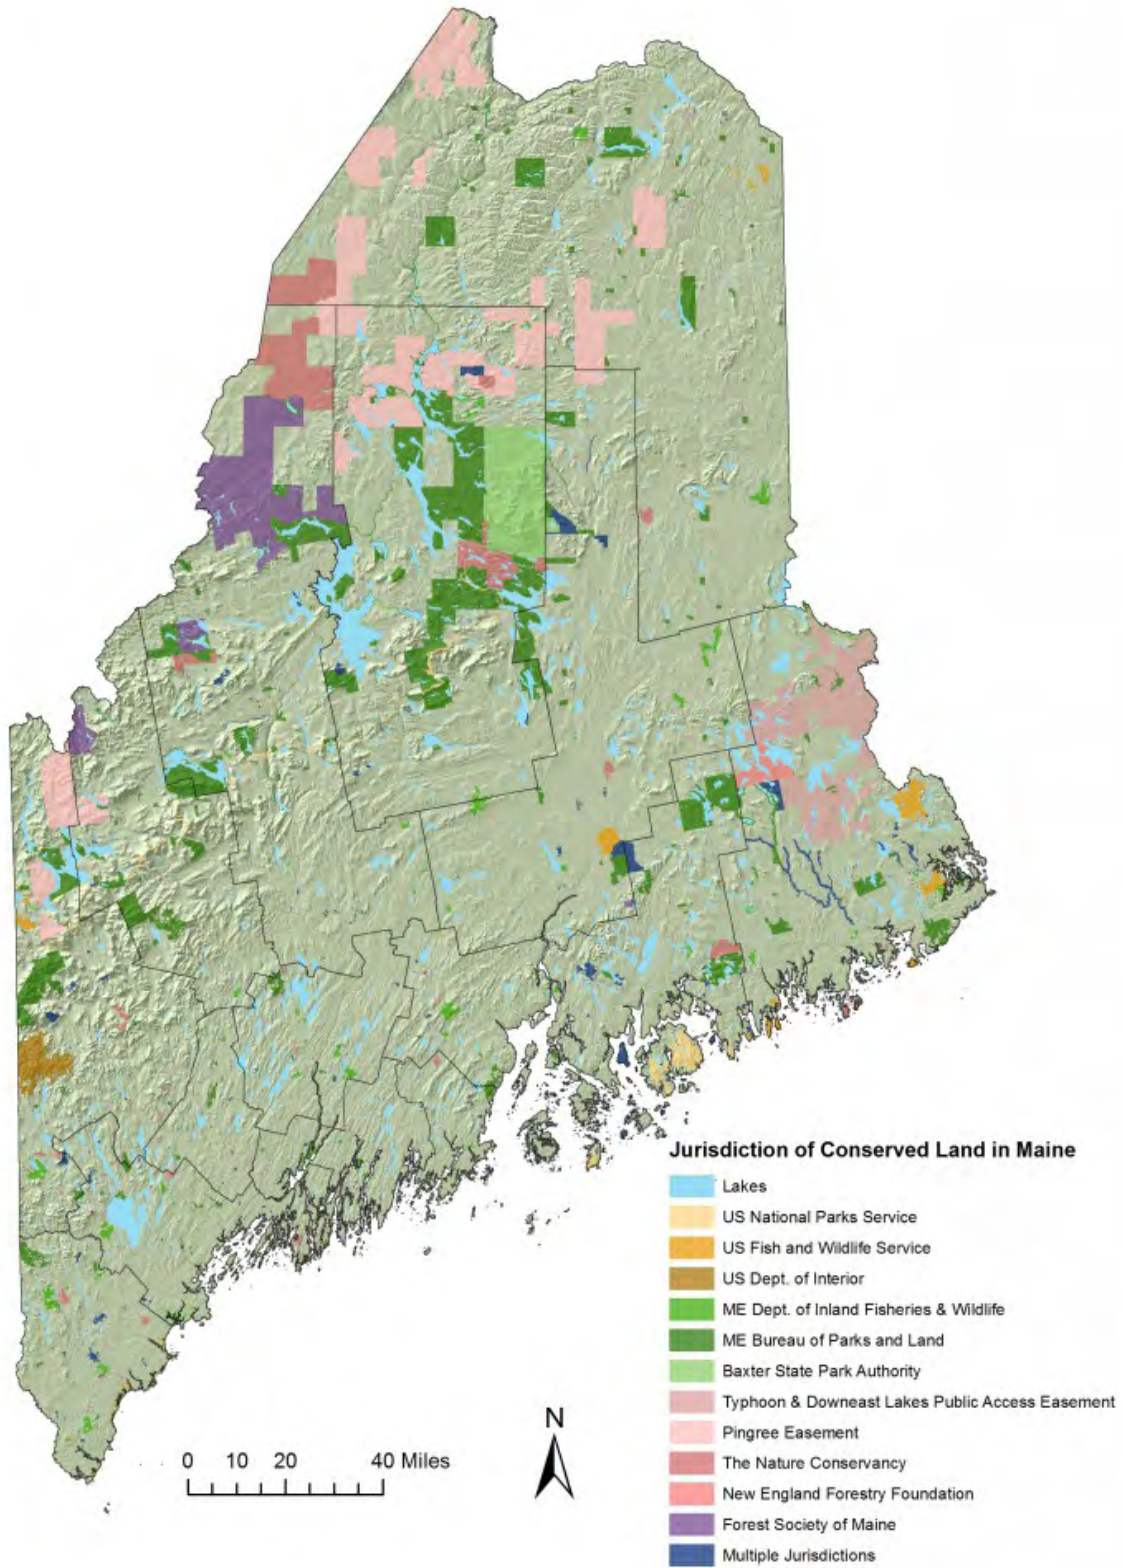 Jurisdiction of Conserved Land in Maine
Lakes
US National Parks Service
US Fish and Wildlife Service
US Dept. of Interior
ME Dept. of Inland Fisheries & Wildlife
ME Bureau of Parks and Land
Baxter State Park Authority
Typhoon & Downeast Lakes Public Access Easement
Pingree Easement
The Nature Conservancy
New England Forestry Foundation
Forest Society of Maine
Multiple Jurisdictions
N
0 10 20 40 Miles